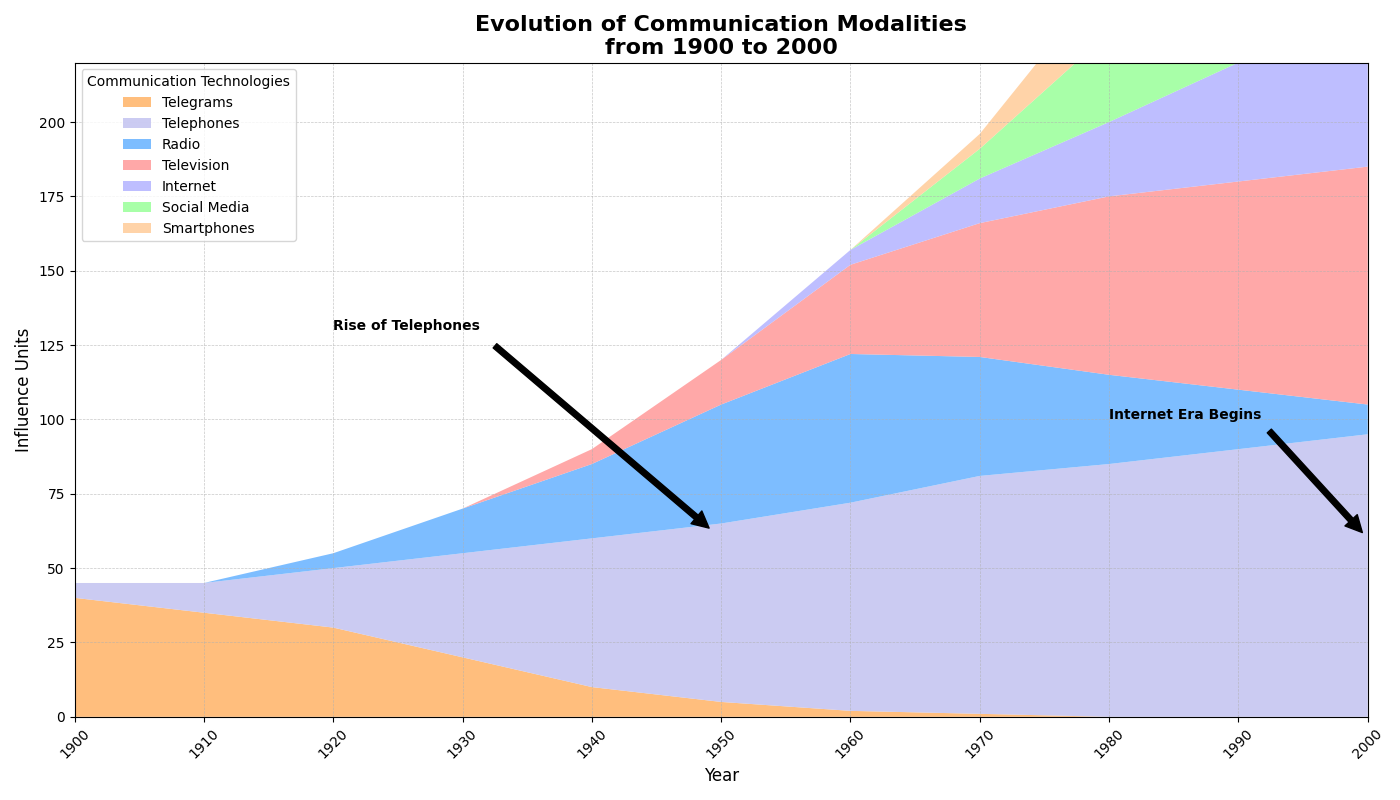 Evolution of Communication Modalities
from 1900 to 2000
Communication Technologies
Telegrams
Telephones
Radio
Television
Internet
Social Media
Smartphones
200
175
150
125
100
75
50
25
0
Influence Units
Rise of Telephones
Internet Era Begins
1900
1910
1920
1930
1940
1950
1960
1970
1980
1990
2000
Year